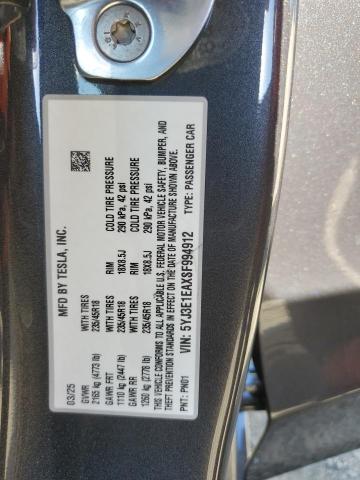 MFD BY TESLA, INC.
03/25
GVWR
2165 kg (4773 lb)
GAWR FRT WITH TIRES RIM COLD TIRE PRESSURE
1110 kg (2447 lb) 235/45R18 18X8.5J 290 kPa, 42 psi
GAWR RR WITH TIRES RIM COLD TIRE PRESSURE
1260 kg (2778 lb) 235/45R18 18X8.5J 290 kPa, 42 psi
THIS VEHICLE CONFORMS TO ALL APPLICABLE U.S. FEDERAL MOTOR VEHICLE SAFETY, BUMPER, AND
THEFT PREVENTION STANDARDS IN EFFECT ON THE DATE OF MANUFACTURE SHOWN ABOVE.
VIN: 5YJ3E1EAXSF994912
PNT: PN01 TYPE: PASSENGER CAR